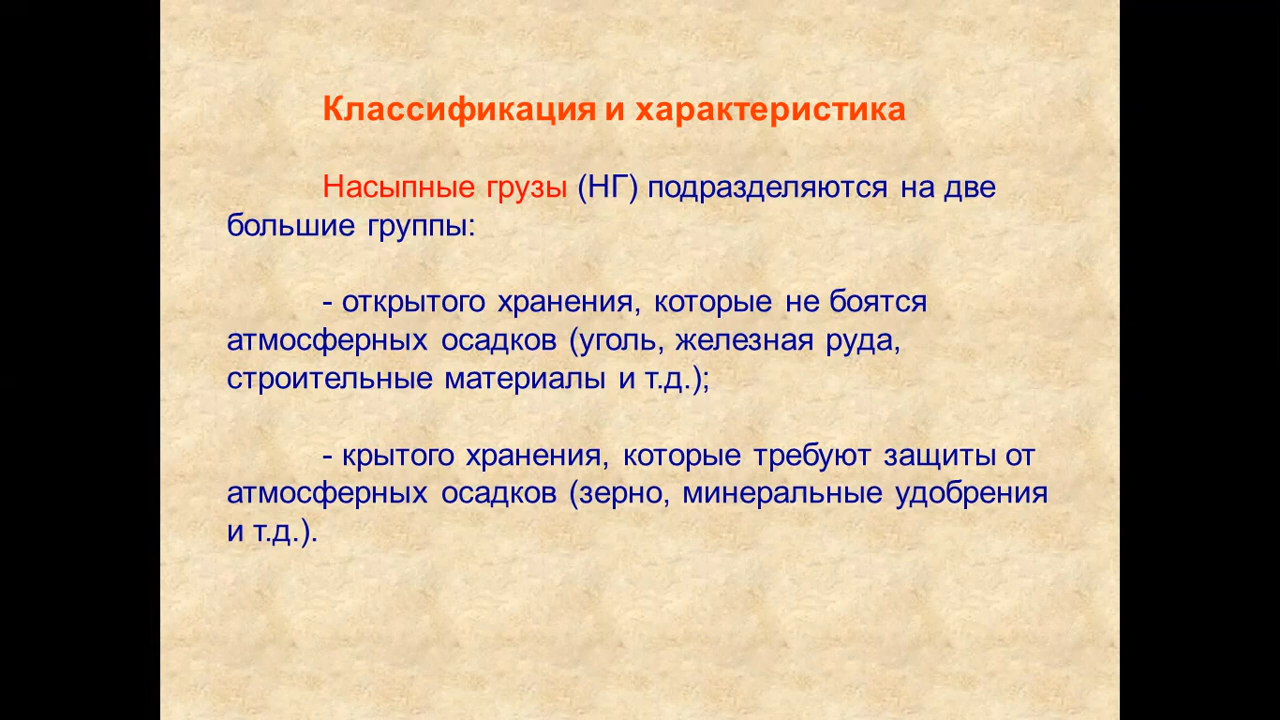 Классификация и характеристика
Насыпные грузы (НГ) подразделяются на две
большие группы:
- открытого хранения, которые не боятся
атмосферных осадков (уголь, железная руда,
строительные материалы и т.д.);
- крытого хранения, которые требуют защиты от
атмосферных осадков (зерно, минеральные удобрения
и т.д.).